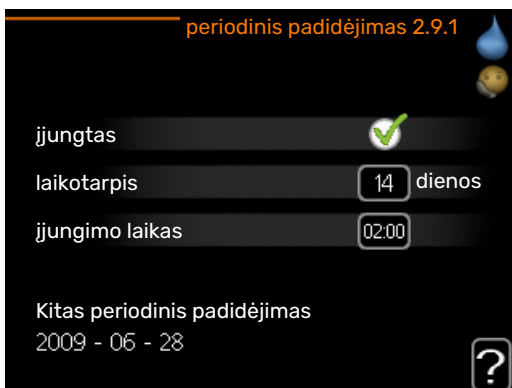 periodinis padidėjimas 2.9.1
įjungtas
laikotarpis 14 dienos
įjungimo laikas 02:00
Kitas periodinis padidėjimas
2009 - 06 - 28
?